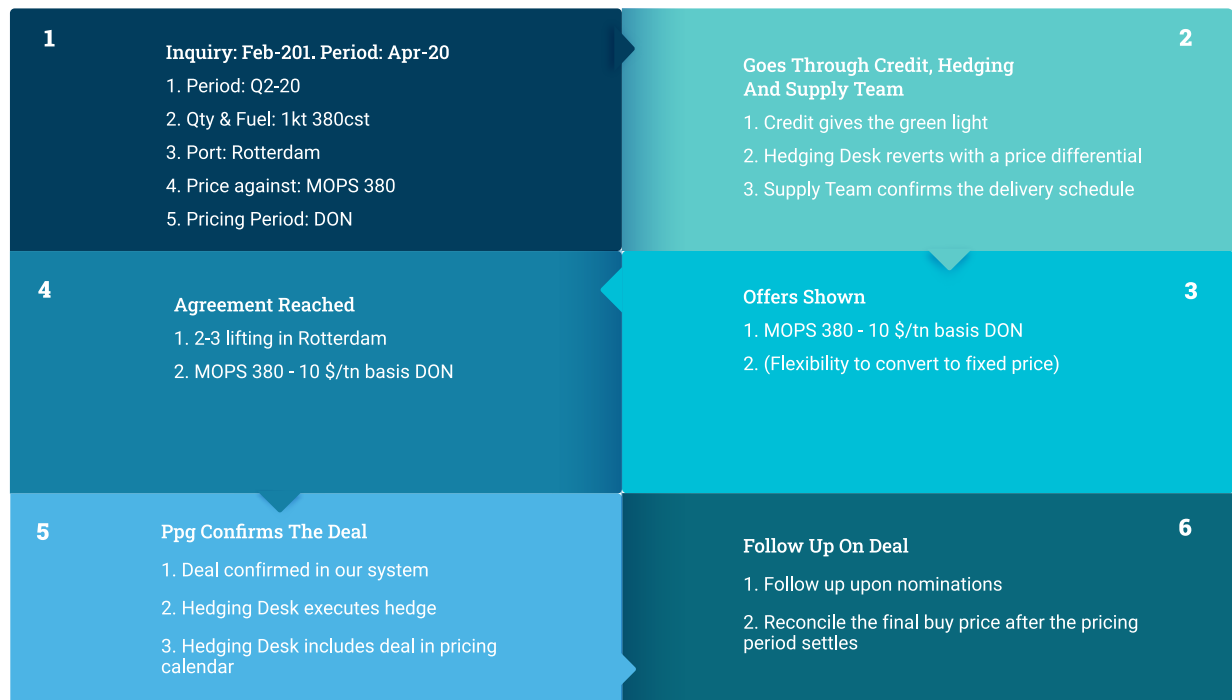 1
Inquiry: Feb-201. Period: Apr-20
1. Period: Q2-20
2. Qty & Fuel: 1kt 380cst
3. Port: Rotterdam
4. Price against: MOPS 380
5. Pricing Period: DON
2
Goes Through Credit, Hedging
And Supply Team
1. Credit gives the green light
2. Hedging Desk reverts with a price differential
3. Supply Team confirms the delivery schedule
3
Offers Shown
1. MOPS 380 - 10 $/tn basis DON
2. (Flexibility to convert to fixed price)
4
Agreement Reached
1. 2-3 lifting in Rotterdam
2. MOPS 380 - 10 $/tn basis DON
5
Ppg Confirms The Deal
1. Deal confirmed in our system
2. Hedging Desk executes hedge
3. Hedging Desk includes deal in pricing
calendar
6
Follow Up On Deal
1. Follow up upon nominations
2. Reconcile the final buy price after the pricing
period settles